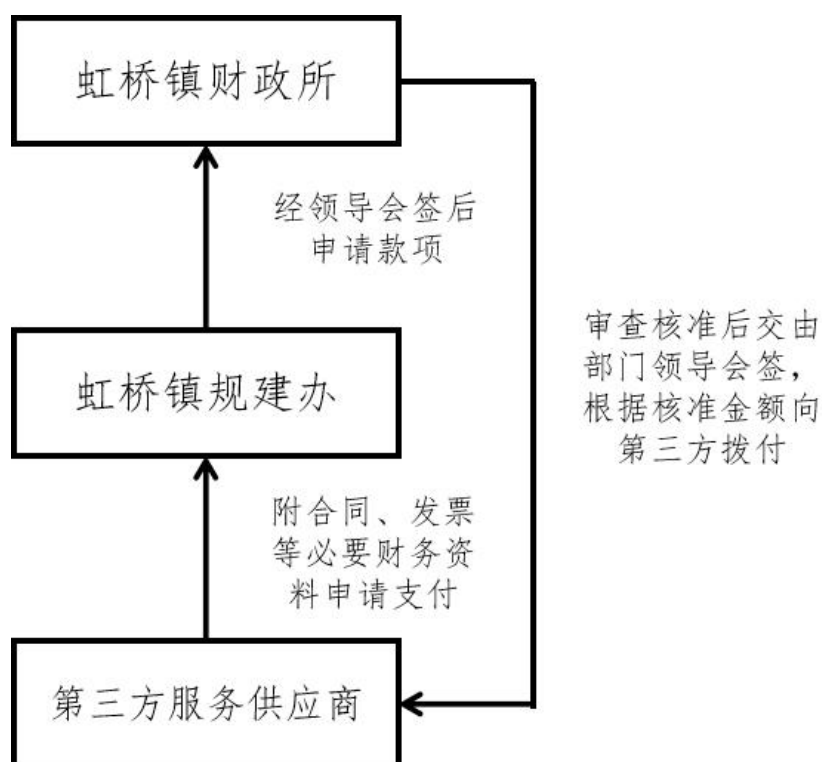 虹桥镇财政所
经领导会签后
申请款项
审查核准后交由
部门领导会签，
根据核准金额向
第三方拨付
虹桥镇规建办
附合同、发票
等必要财务资
料申请支付
第三方服务供应商